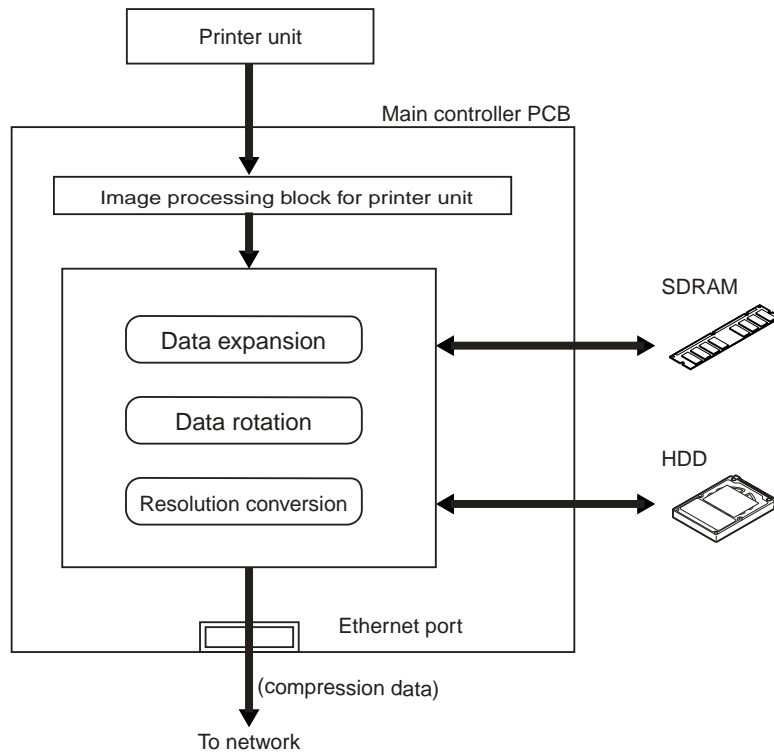 Printer unit
Main controller PCB
Image processing block for printer unit
SDRAM
Data expansion
Data rotation
HDD
Resolution conversion
Ethernet port
(compression data)
To network